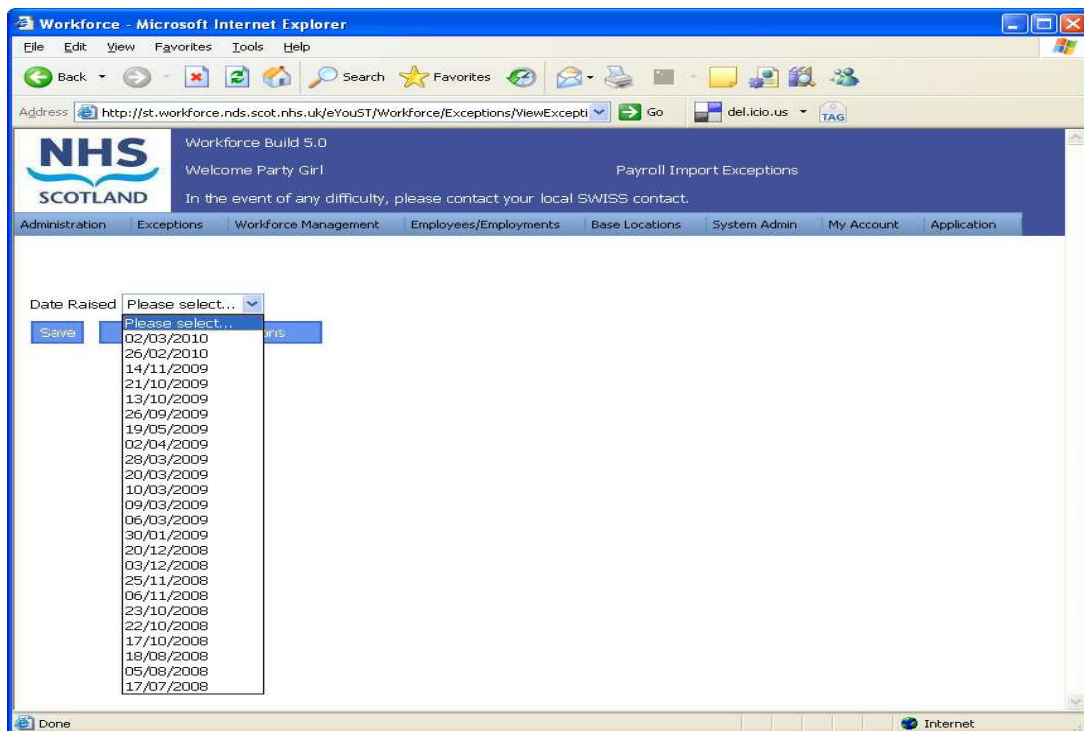 Workforce - Microsoft Internet Explorer
File Edit View Favorites Tools Help
Back Search Favorites
Address http://st.workforce.nds.scot.nhs.uk/eYouST/Workforce/Exceptions/ViewExcepti Go del.icio.us TAG
NHS
SCOTLAND
Workforce Build 5.0
Welcome Party Girl Payroll Import Exceptions
In the event of any difficulty, please contact your local SWISS contact.
Administration Exceptions Workforce Management Employees/Employments Base Locations System Admin My Account Application
Date Raised Please select...
Save
Please select...
02/03/2010
26/02/2010
14/11/2009
21/10/2009
13/10/2009
26/09/2009
19/05/2009
02/04/2009
28/03/2009
20/03/2009
10/03/2009
09/03/2009
06/03/2009
30/01/2009
20/12/2008
03/12/2008
25/11/2008
06/11/2008
23/10/2008
22/10/2008
17/10/2008
18/08/2008
05/08/2008
17/07/2008
Done Internet